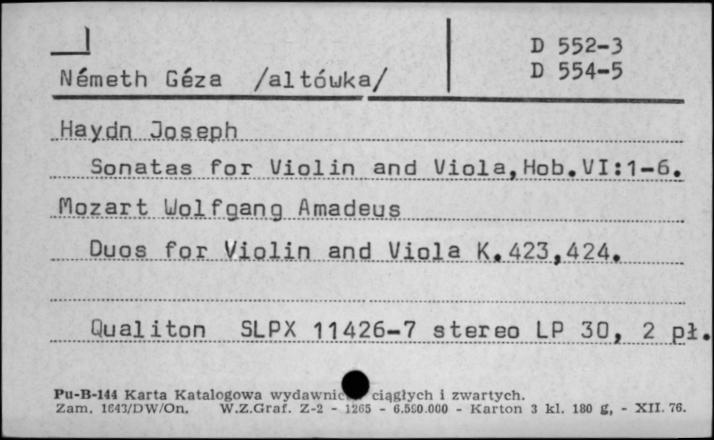 D 552-3
D 554-5
Németh Géza /altówka/
Haydn Joseph
Sonatas for Violin and Viola,Hob.VI:1-6.
Mozart Wolfgang Amadeus
Duos for Violin and Viola K.423,424.
Qualiton SLPX 11426-7 stereo LP 30, 2 pł.
Pu-B-144 Karta Katalogowa wydawnic ciągłych i zwartych.
Zam. 1643/DW/On. W.Z.Graf. Z-2 - 1265 - 6.550.000 - Karton 3 kl. 180 g, - XII. 76.